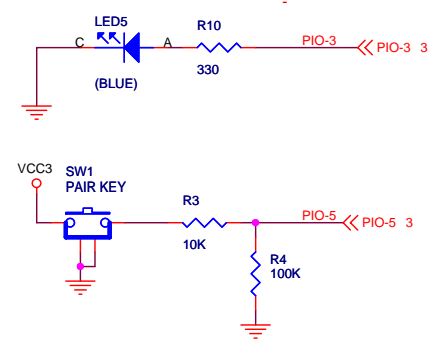 LED5
R10
C
A
PIO-3
PIO-3 3
330
(BLUE)
VCC3
SW1
PAIR KEY
R3
PIO-5
PIO-5 3
10K
R4
100K